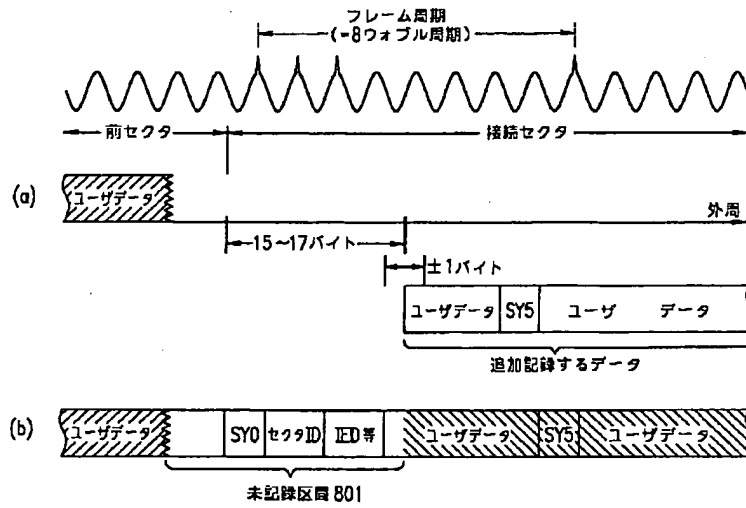 フレーム周期
(=8ウォブル周期)
前セクタ
接続セクタ
(a)
ユーザデータ
外周
15~17バイト
±1バイト
ユーザデータ
SY5
ユーザ データ
追加記録するデータ
(b)
ユーザデータ
SY0
セクタID
IED等
ユーザデータ
SY5
ユーザデータ
未記録区間801